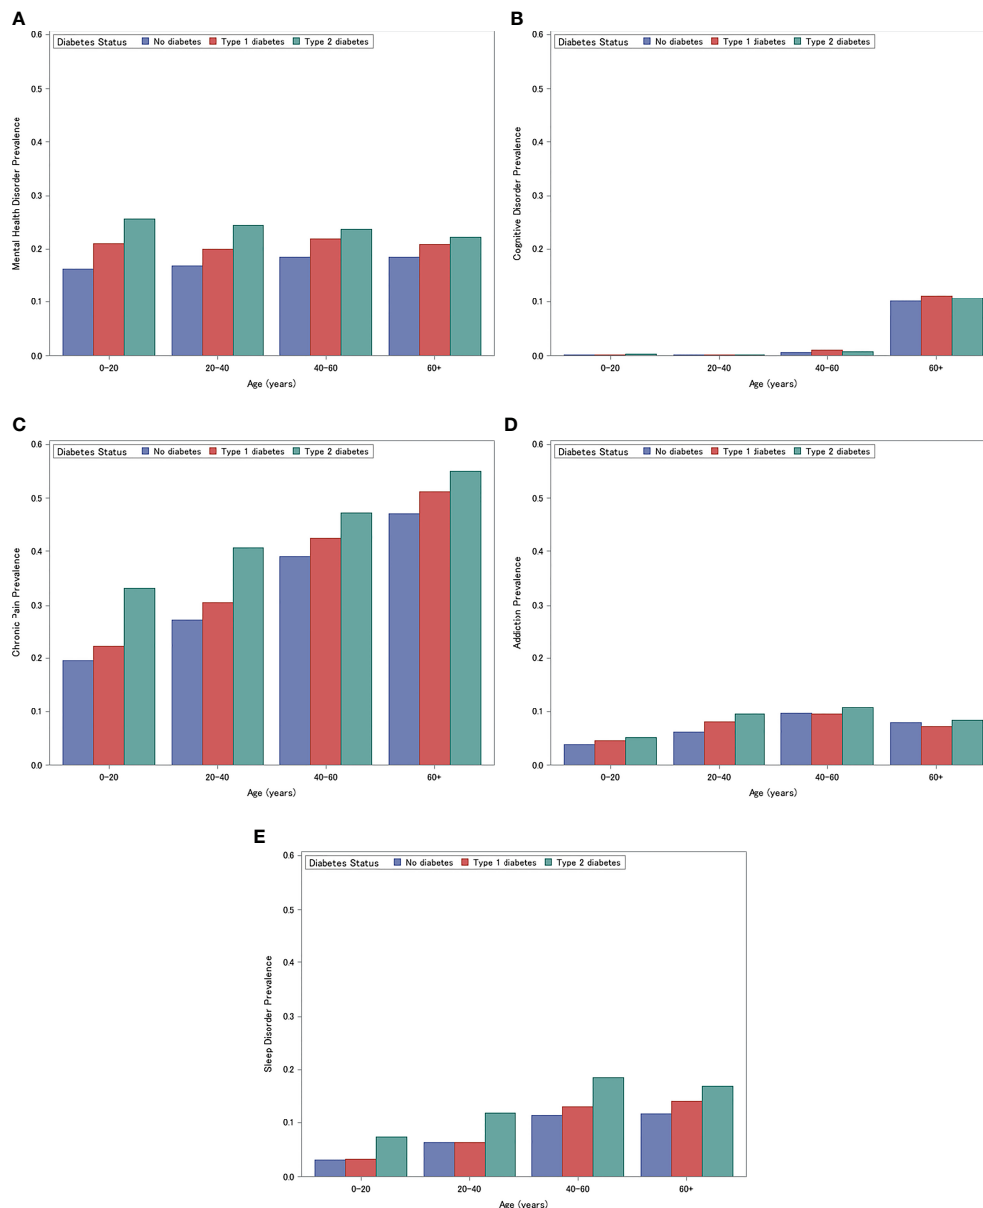 A
Diabetes Status No diabetes Type 1 diabetes Type 2 diabetes
0.6
0.5
0.4
0.3
0.2
0.1
0.0
Mental Health Disorder Prevalence
0-20 20-40 40-60 60+
Age (years)
B
Diabetes Status No diabetes Type 1 diabetes Type 2 diabetes
0.6
0.5
0.4
0.3
0.2
0.1
0.0
Cognitive Disorder Prevalence
0-20 20-40 40-60 60+
Age (years)
C
Diabetes Status No diabetes Type 1 diabetes Type 2 diabetes
0.6
0.5
0.4
0.3
0.2
0.1
0.0
Chronic Pain Prevalence
0-20 20-40 40-60 60+
Age (years)
D
Diabetes Status No diabetes Type 1 diabetes Type 2 diabetes
0.6
0.5
0.4
0.3
0.2
0.1
0.0
Addiction Prevalence
0-20 20-40 40-60 60+
Age (years)
E
Diabetes Status No diabetes Type 1 diabetes Type 2 diabetes
0.6
0.5
0.4
0.3
0.2
0.1
0.0
Sleep Disorder Prevalence
0-20 20-40 40-60 60+
Age (years)